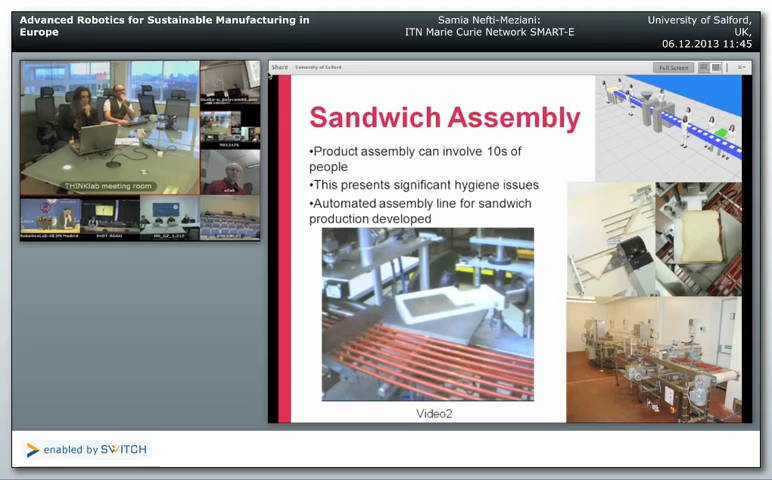 Advanced Robotics for Sustainable Manufacturing in
Europe
Samia Nefti-Meziani:
ITN Marie Curie Network SMART-E
University of Salford,
UK,
06.12.2013 11:45
Share - University of Salford
Full Screen
THINKlab meeting room
Sandwich Assembly
•Product assembly can involve 10s of
people
•This presents significant hygiene issues
•Automated assembly line for sandwich
production developed
Video2
enabled by SWITCH